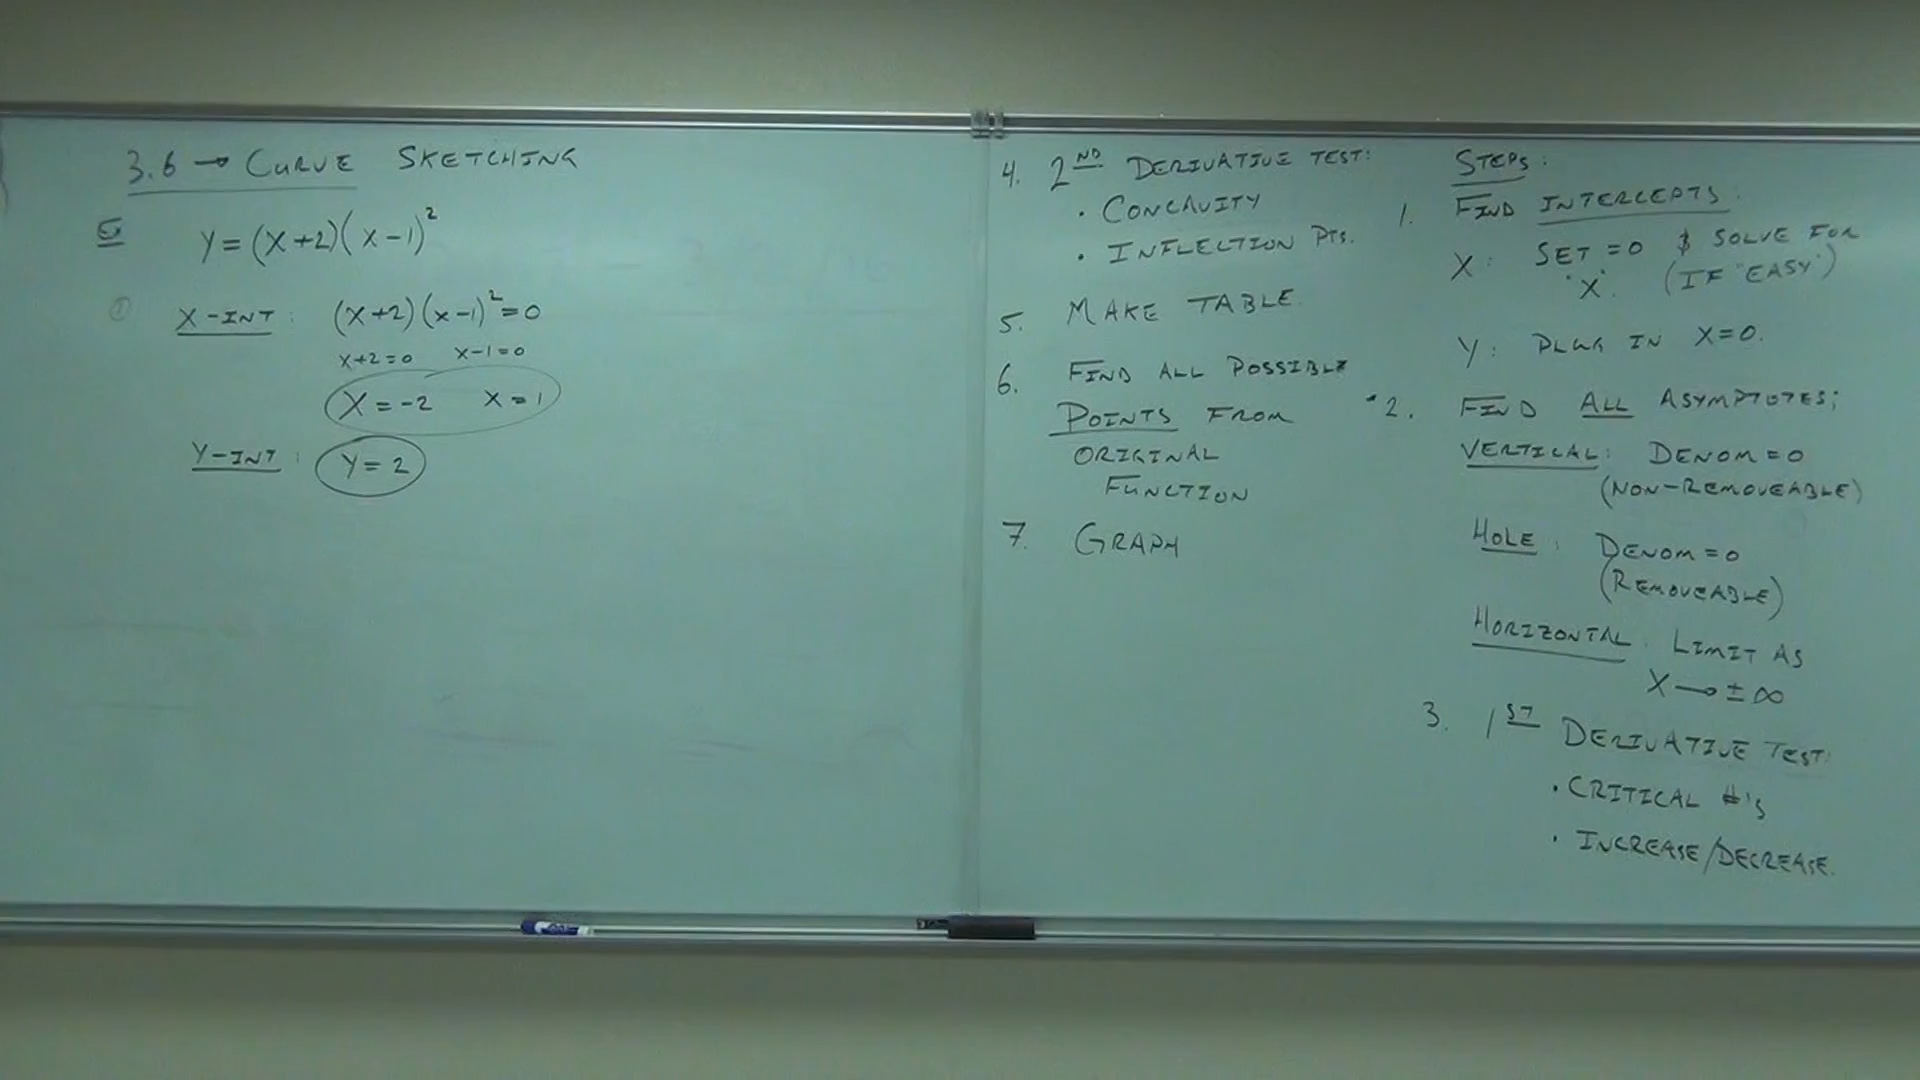 3.6 → CURVE SKETCHING
Y = (X+2)(X-1)²
①
X-INT: (X+2)(X-1)² = 0
X+2=0 X-1=0
X = -2 X = 1
Y-INT: Y = 2
STEPS:
1. FIND INTERCEPTS:
X: SET = 0 & SOLVE FOR
"X". (IF "EASY")
Y: PLUG IN X=0.
2. FIND ALL ASYMPTOTES;
VERTICAL: DENOM = 0
(NON-REMOVEABLE)
HOLE: DENOM = 0
(REMOVEABLE)
HORIZONTAL: LIMIT AS
X → ±∞
3. 1ST DERIVATIVE TEST:
• CRITICAL #'S
• INCREASE/DECREASE.
4. 2ND DERIVATIVE TEST:
• CONCAVITY
• INFLECTION PTS.
5. MAKE TABLE.
6. FIND ALL POSSIBLE
POINTS FROM
ORIGINAL
FUNCTION
7. GRAPH